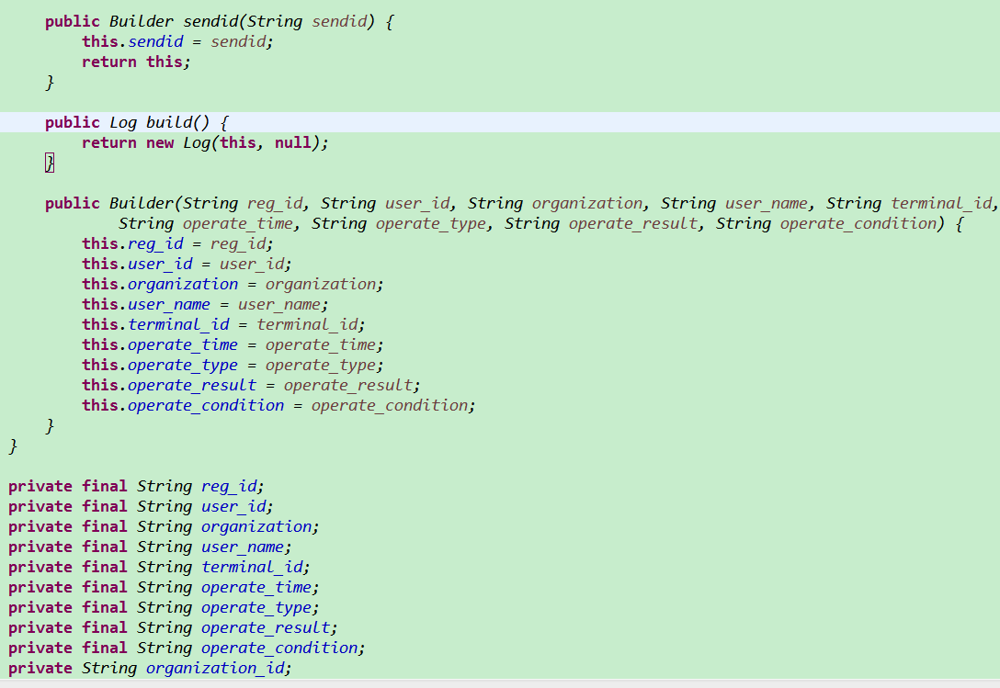 public Builder sendid(String sendid) {
this.sendid = sendid;
return this;
}
public Log build() {
return new Log(this, null);
}
public Builder(String reg_id, String user_id, String organization, String user_name, String terminal_id,
String operate_time, String operate_type, String operate_result, String operate_condition) {
this.reg_id = reg_id;
this.user_id = user_id;
this.organization = organization;
this.user_name = user_name;
this.terminal_id = terminal_id;
this.operate_time = operate_time;
this.operate_type = operate_type;
this.operate_result = operate_result;
this.operate_condition = operate_condition;
}
}
private final String reg_id;
private final String user_id;
private final String organization;
private final String user_name;
private final String terminal_id;
private final String operate_time;
private final String operate_type;
private final String operate_result;
private final String operate_condition;
private String organization_id;